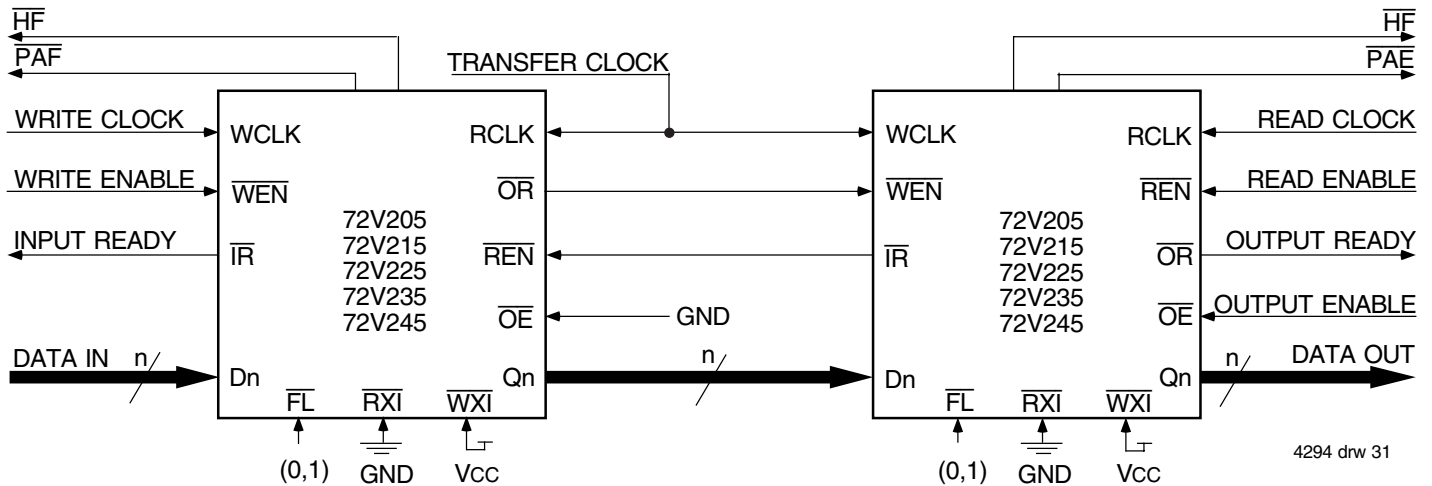 HF
PAF
WRITE CLOCK
WRITE ENABLE
INPUT READY
DATA IN n
WCLK
WEN
IR
Dn
72V205
72V215
72V225
72V235
72V245
RCLK
OR
REN
OE
Qn
FL RXI WXI
(0,1) GND VCC
TRANSFER CLOCK
GND
n
WCLK
WEN
IR
Dn
72V205
72V215
72V225
72V235
72V245
RCLK
REN
OR
OE
Qn
FL RXI WXI
(0,1) GND VCC
HF
PAE
READ CLOCK
READ ENABLE
OUTPUT READY
OUTPUT ENABLE
n DATA OUT
4294 drw 31